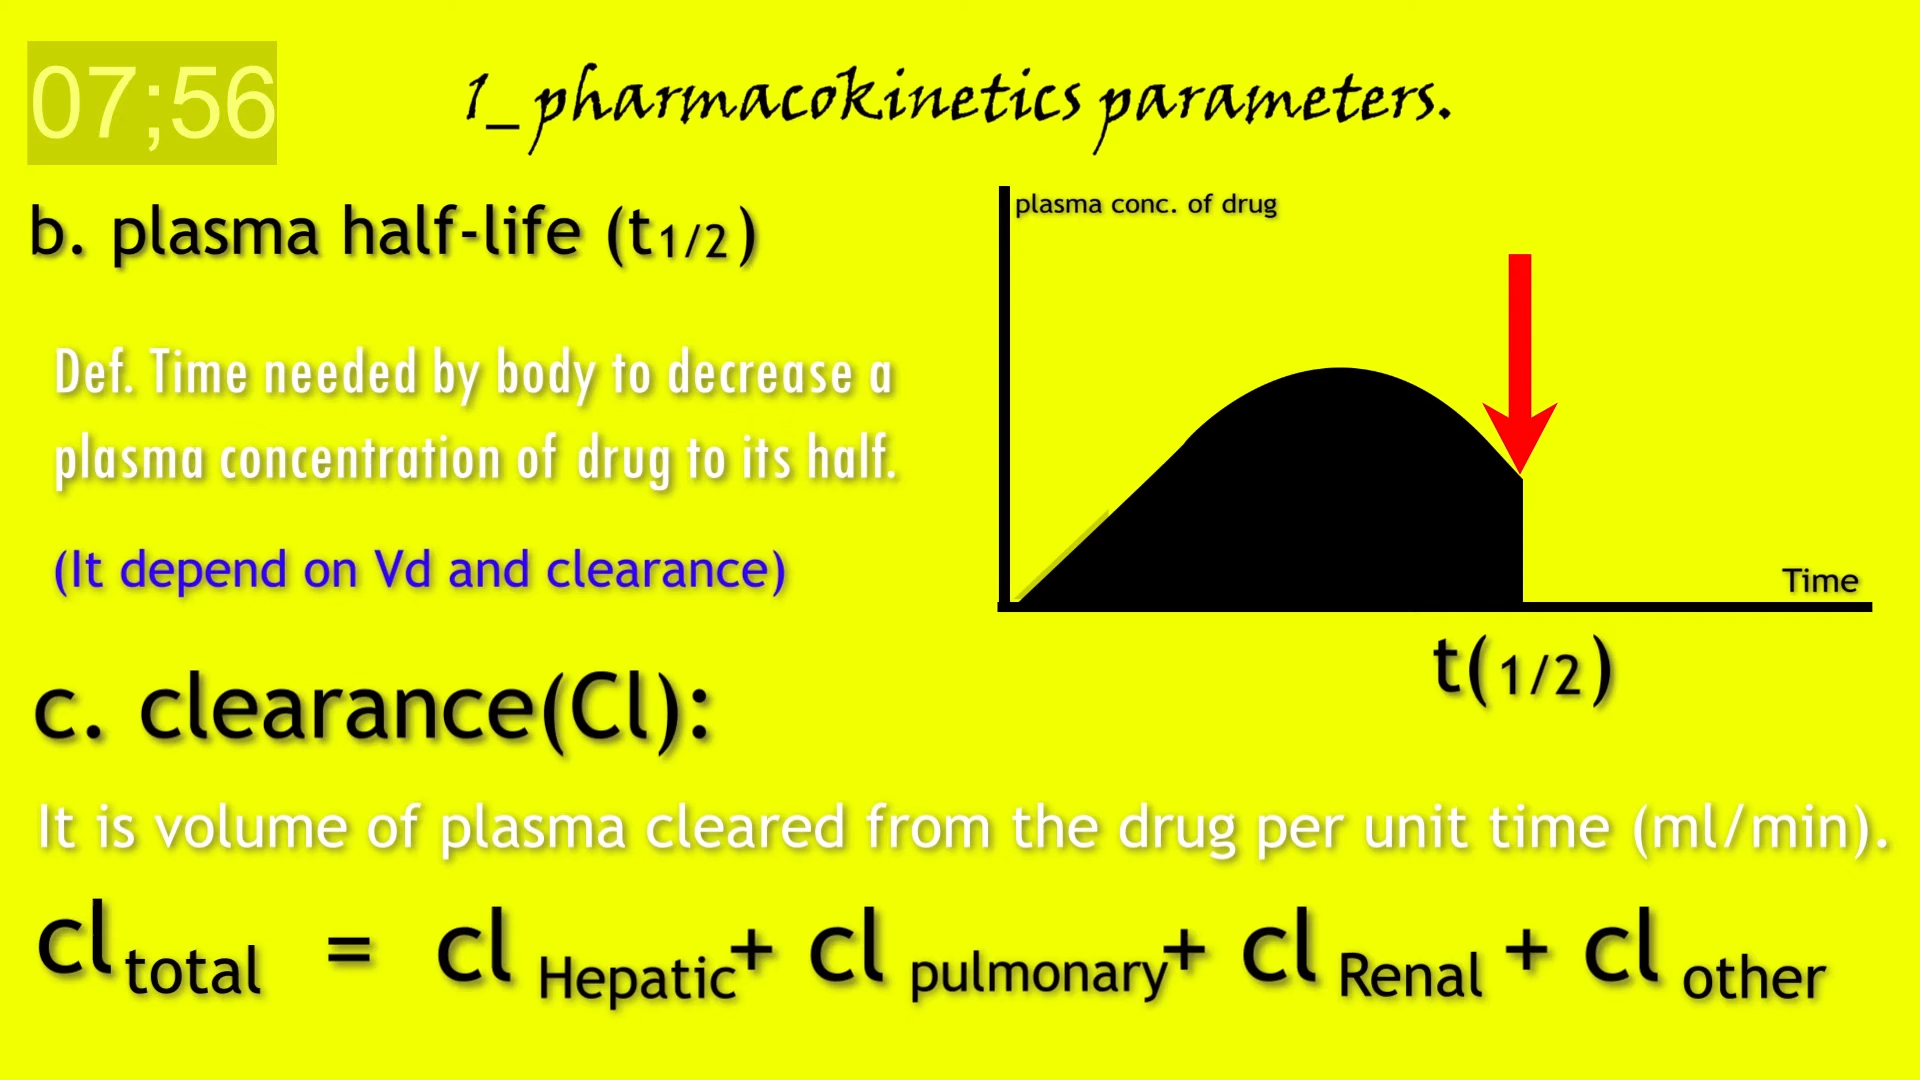 07;56
1_pharmacokinetics parameters.
b. plasma half-life (t1/2)
Def. Time needed by body to decrease a
plasma concentration of drug to its half.
(It depend on Vd and clearance)
plasma conc. of drug
Time
t(1/2)
c. clearance(Cl):
It is volume of plasma cleared from the drug per unit time (ml/min).
cl total = cl Hepatic+ cl pulmonary+ cl Renal + cl other